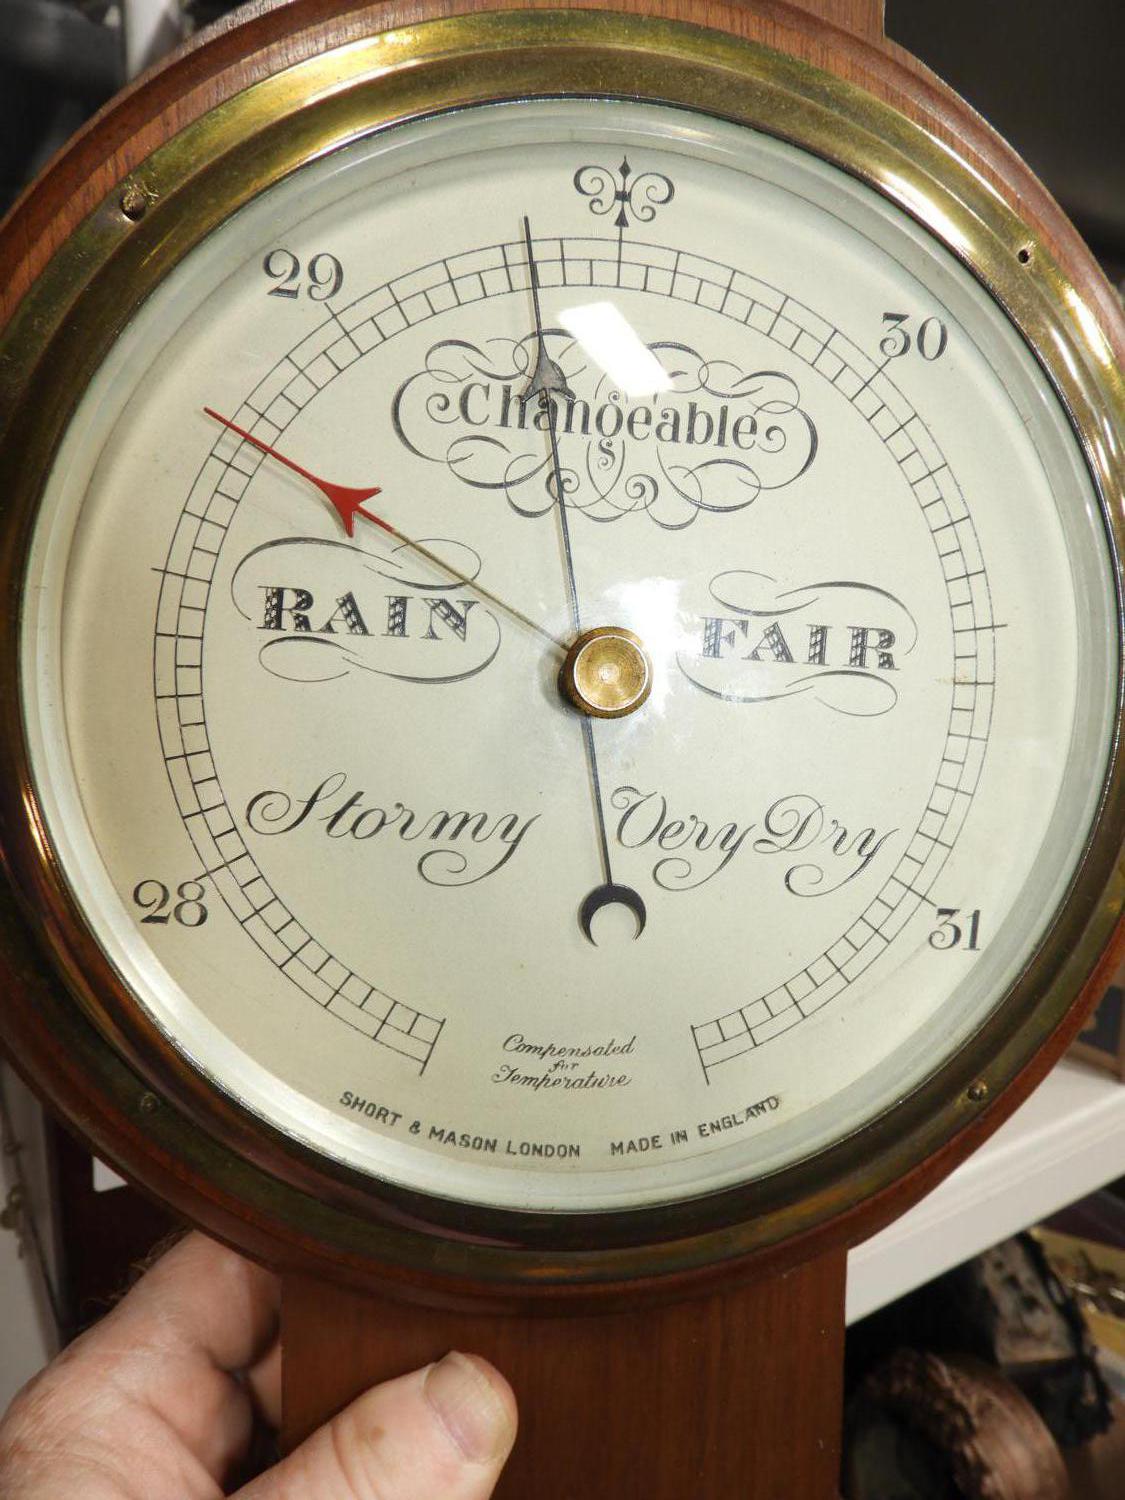 29
30
Changeable
RAIN
FAIR
Stormy
Very Dry
28
31
Compensated
for
Temperature
SHORT & MASON LONDON MADE IN ENGLAND